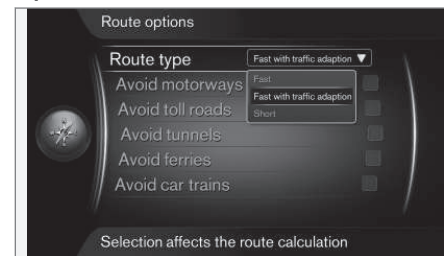 Route options
Route type Fast with traffic adaption
Fast
Avoid motorways
Fast with traffic adaption
Avoid toll roads
Short
Avoid tunnels
Avoid ferries
Avoid car trains
Selection affects the route calculation